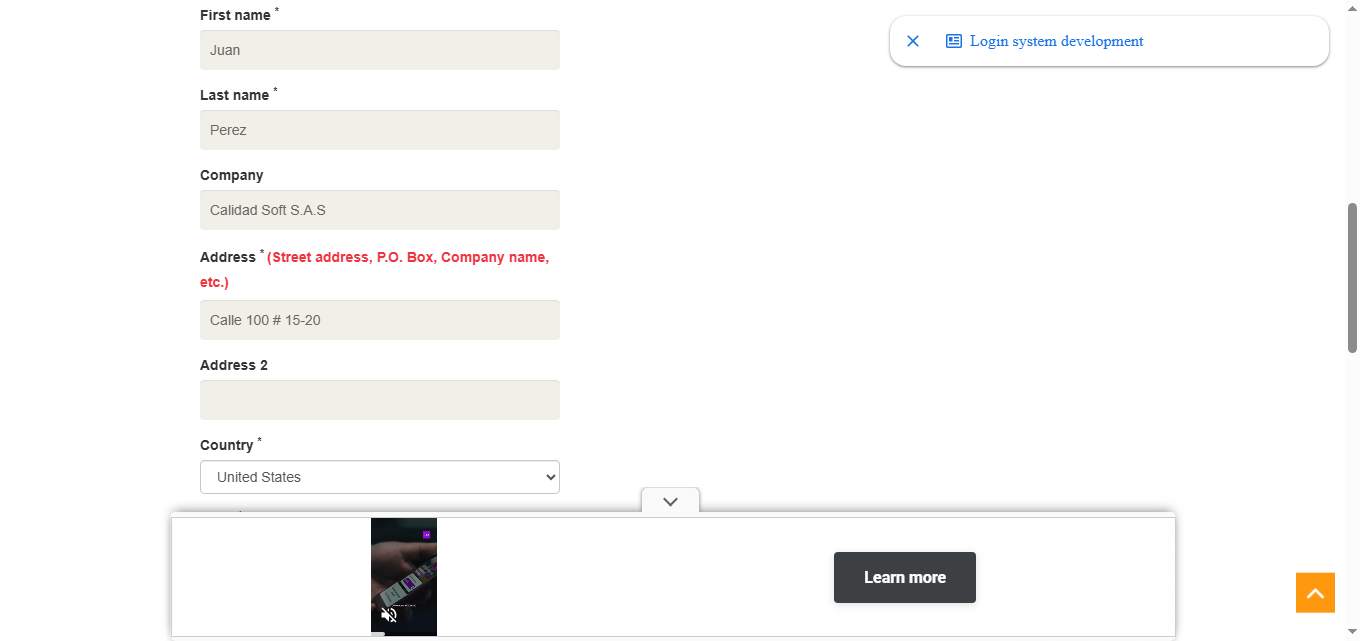 First name *
Juan
Last name *
Perez
Company
Calidad Soft S.A.S
Address * (Street address, P.O. Box, Company name,
etc.)
Calle 100 # 15-20
Address 2
Country *
United States
Login system development
Learn more